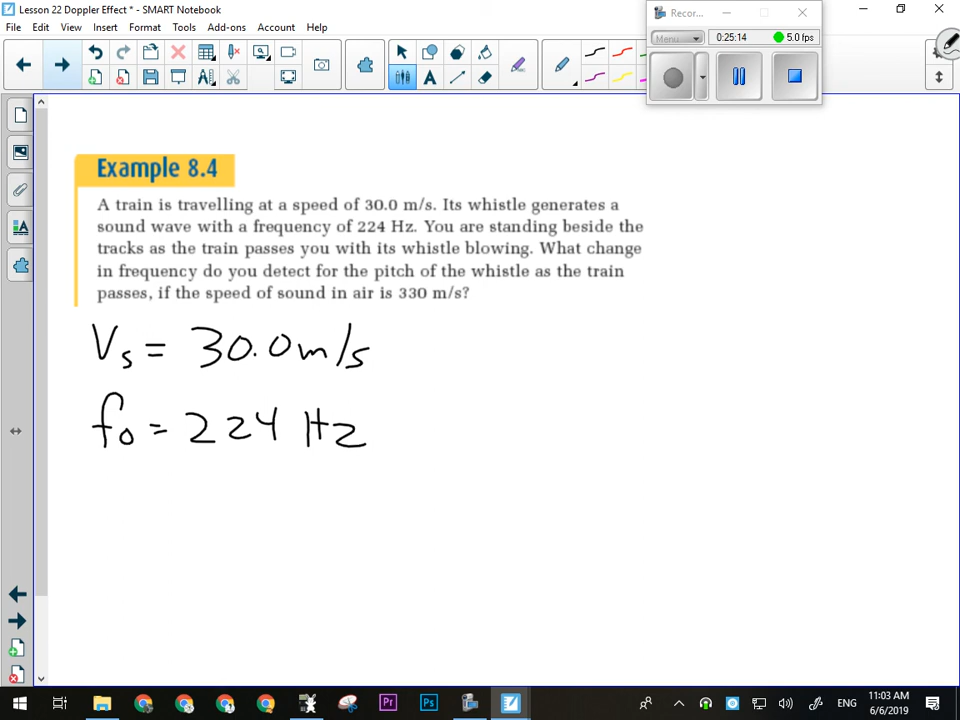 Lesson 22 Doppler Effect * - SMART Notebook
Recor...
File Edit View Insert Format Tools Add-ons Account Help
Menu
0:25:14
5.0 fps
Example 8.4
A train is travelling at a speed of 30.0 m/s. Its whistle generates a
sound wave with a frequency of 224 Hz. You are standing beside the
tracks as the train passes you with its whistle blowing. What change
in frequency do you detect for the pitch of the whistle as the train
passes, if the speed of sound in air is 330 m/s?
Vs = 30.0 m/s
fo = 224 Hz
Pr
Ps
ENG
11:03 AM
6/6/2019